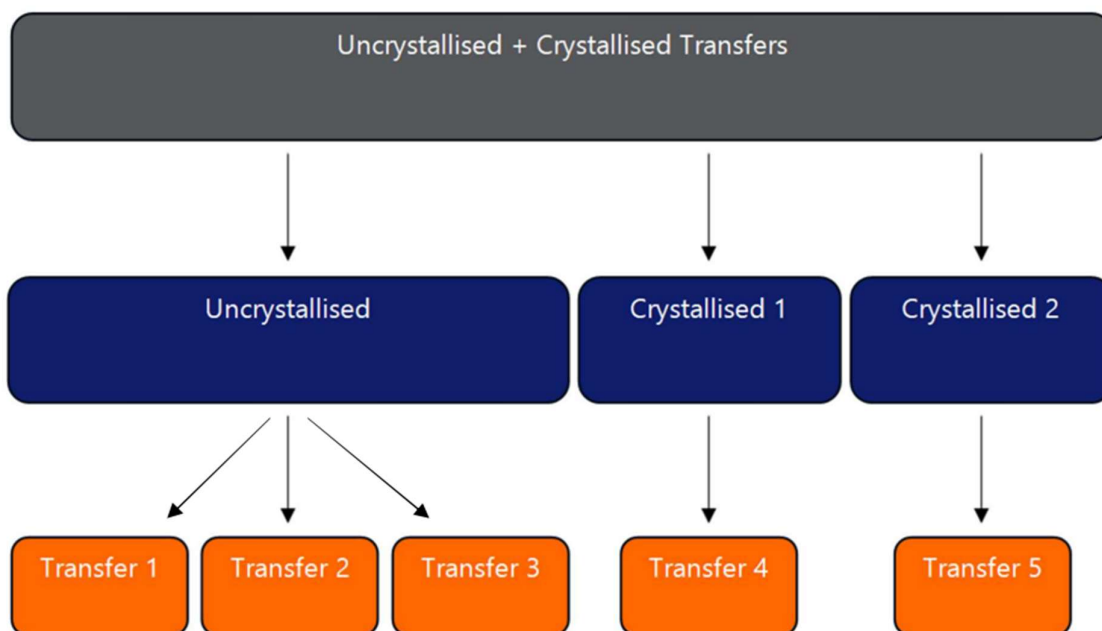 Uncrystallised + Crystallised Transfers
Uncrystallised
Crystallised 1
Crystallised 2
Transfer 1
Transfer 2
Transfer 3
Transfer 4
Transfer 5